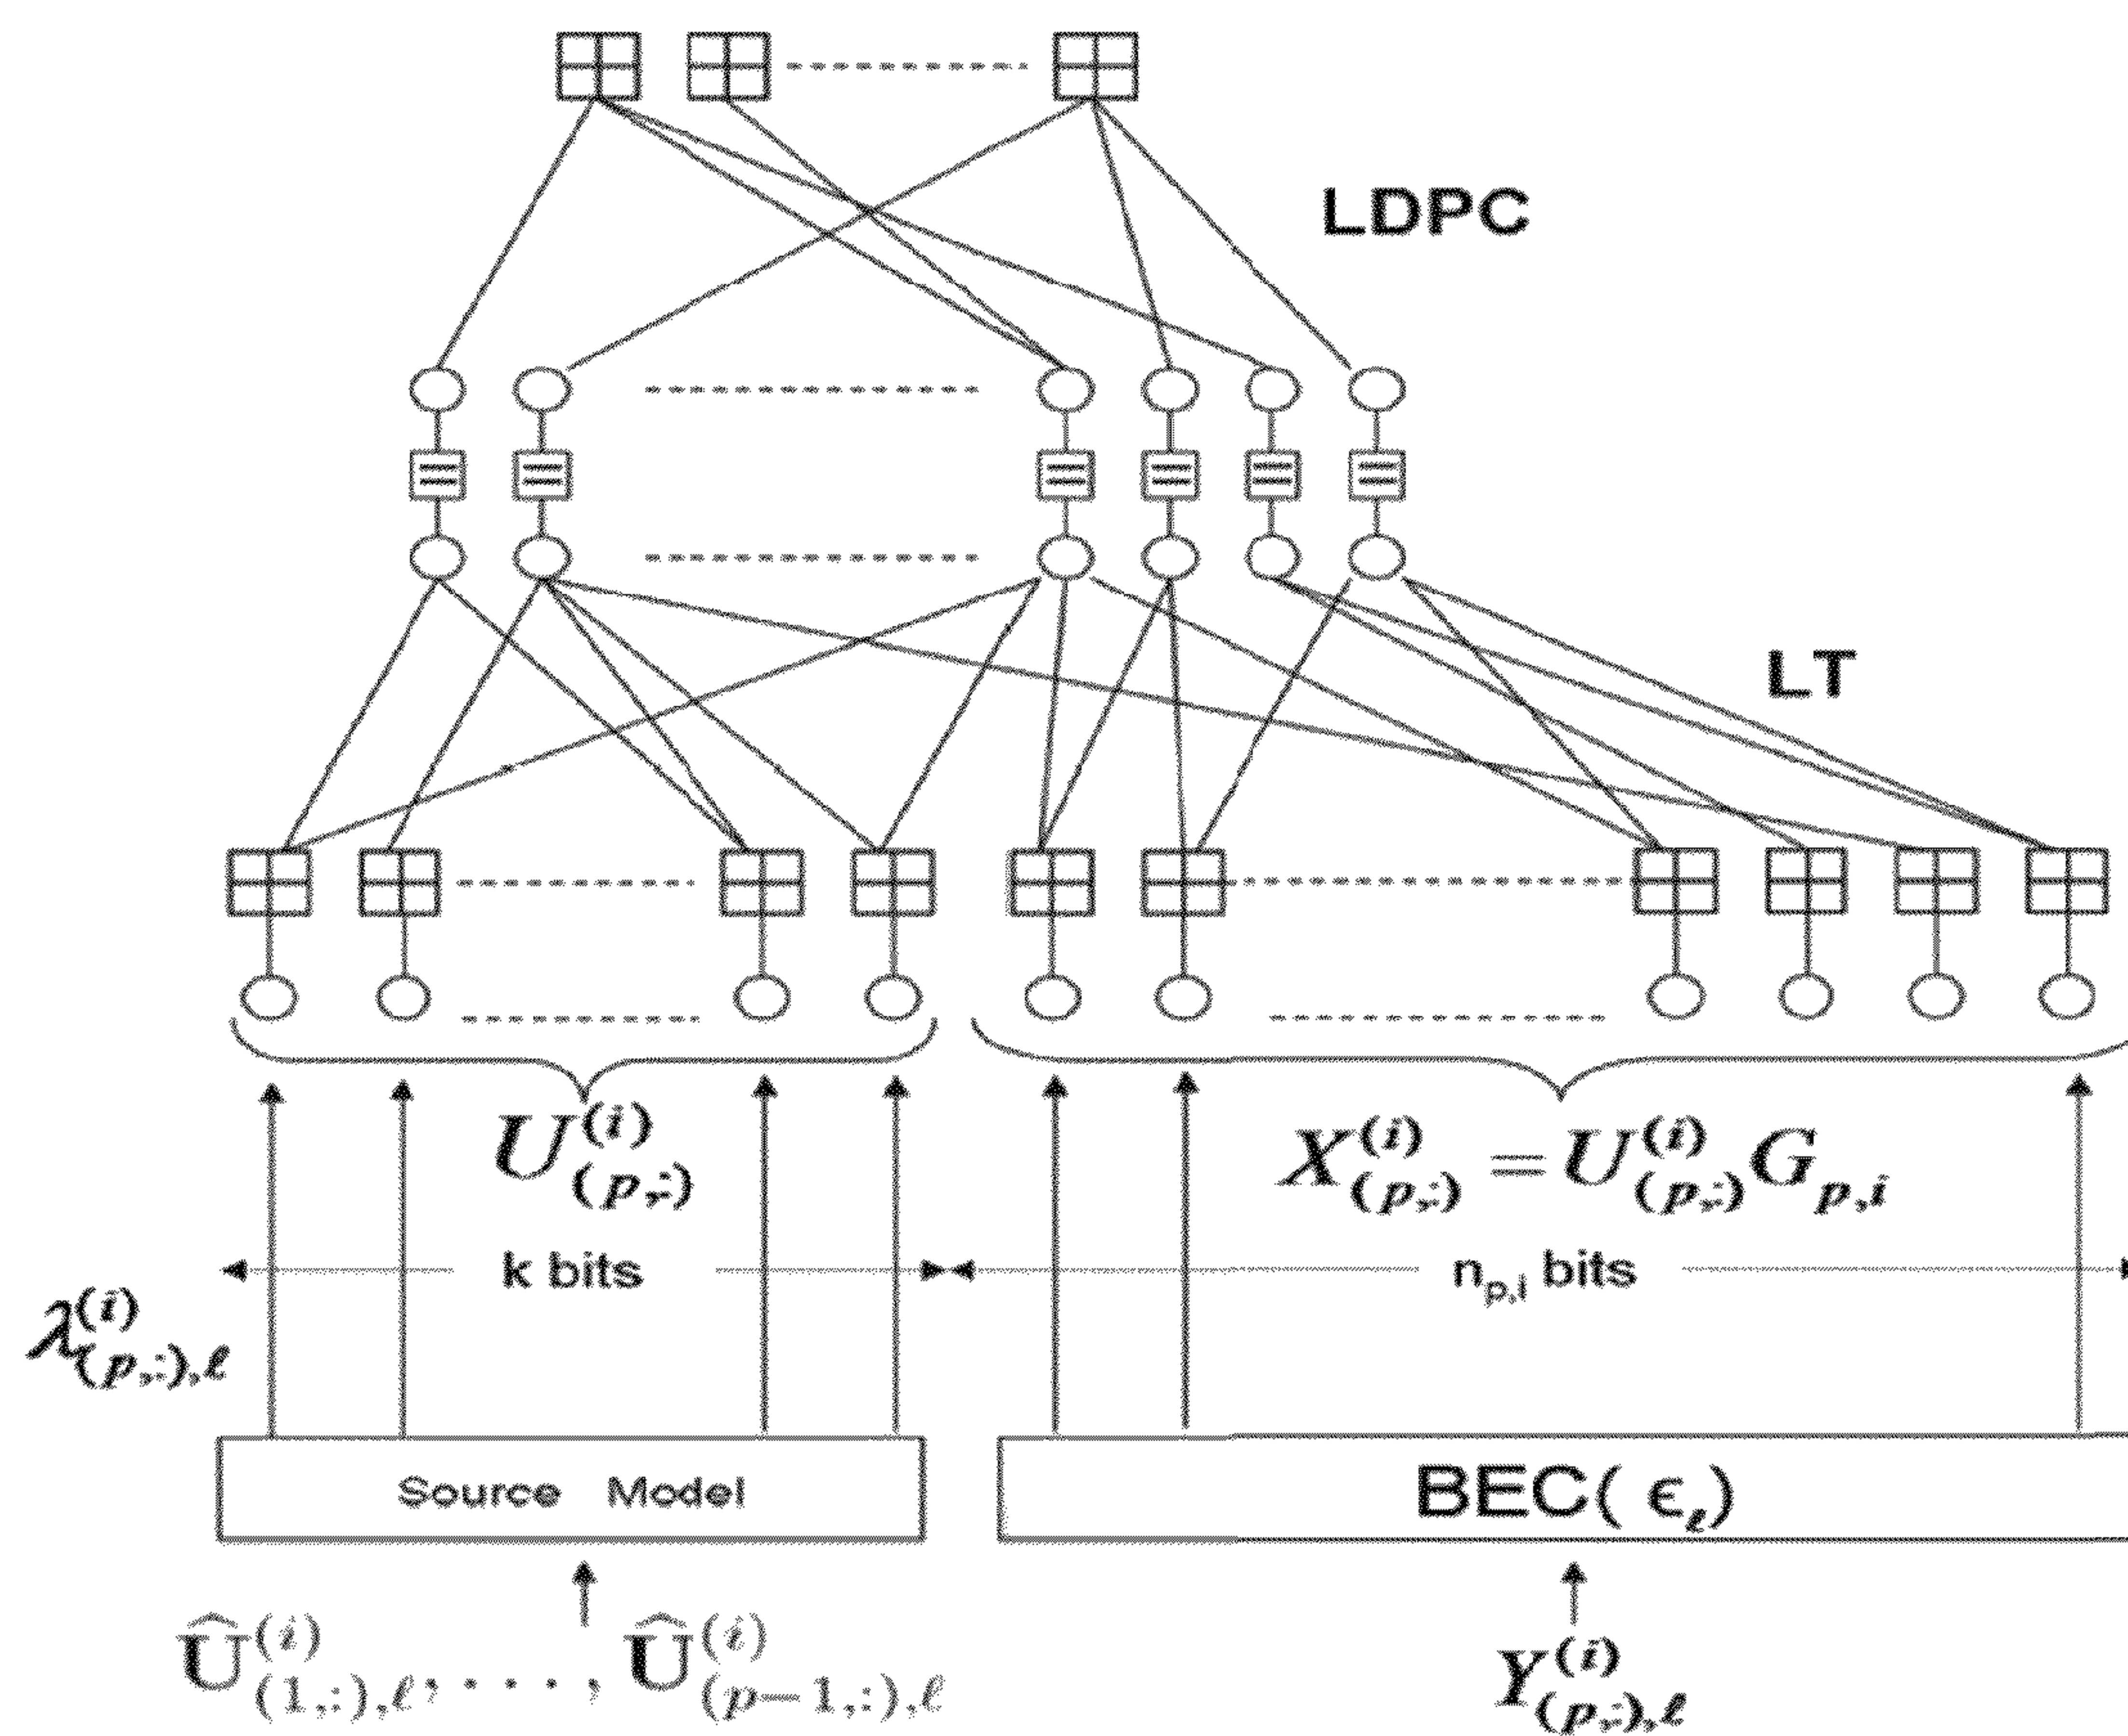 LDPC
LT
U^{(i)}_{(p,:)}
X^{(i)}_{(p,:)} = U^{(i)}_{(p,:)} G_{p,i}
k bits
n_{p,i} bits
λ^{(i)}_{(p,:),ℓ}
Source Model
BEC( ϵ_ℓ)
Û^{(i)}_{(1,:),ℓ}, . . . , Û^{(i)}_{(p−1,:),ℓ}
Y^{(i)}_{(p,:),ℓ}